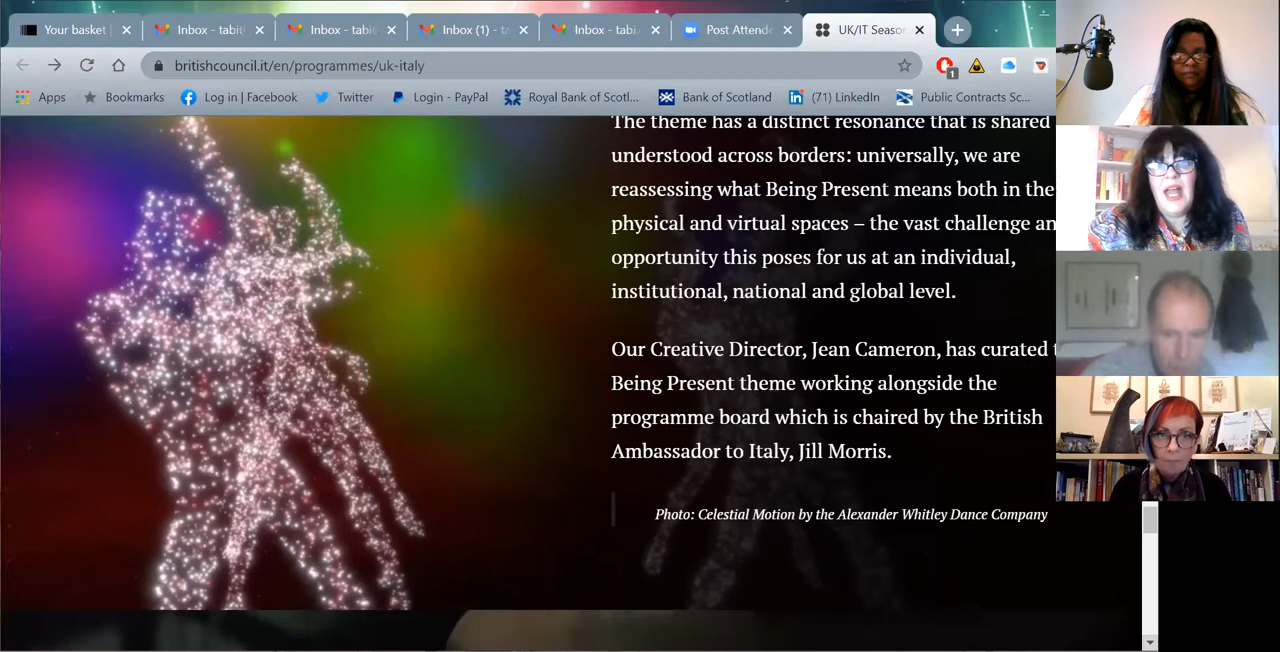 Your basket |
Inbox - tabit
Inbox - tabi
Inbox (1) - t
Inbox - tabi
Post Attend
UK/IT Seaso
britishcouncil.it/en/programmes/uk-italy
1
Apps
Bookmarks
Log in | Facebook
Twitter
Login - PayPal
Royal Bank of Scotl...
Bank of Scotland
(71) LinkedIn
Public Contracts Sc...
The theme has a distinct resonance that is shared
understood across borders: universally, we are
reassessing what Being Present means both in the
physical and virtual spaces – the vast challenge an
opportunity this poses for us at an individual,
institutional, national and global level.
Our Creative Director, Jean Cameron, has curated t
Being Present theme working alongside the
programme board which is chaired by the British
Ambassador to Italy, Jill Morris.
Photo: Celestial Motion by the Alexander Whitley Dance Company